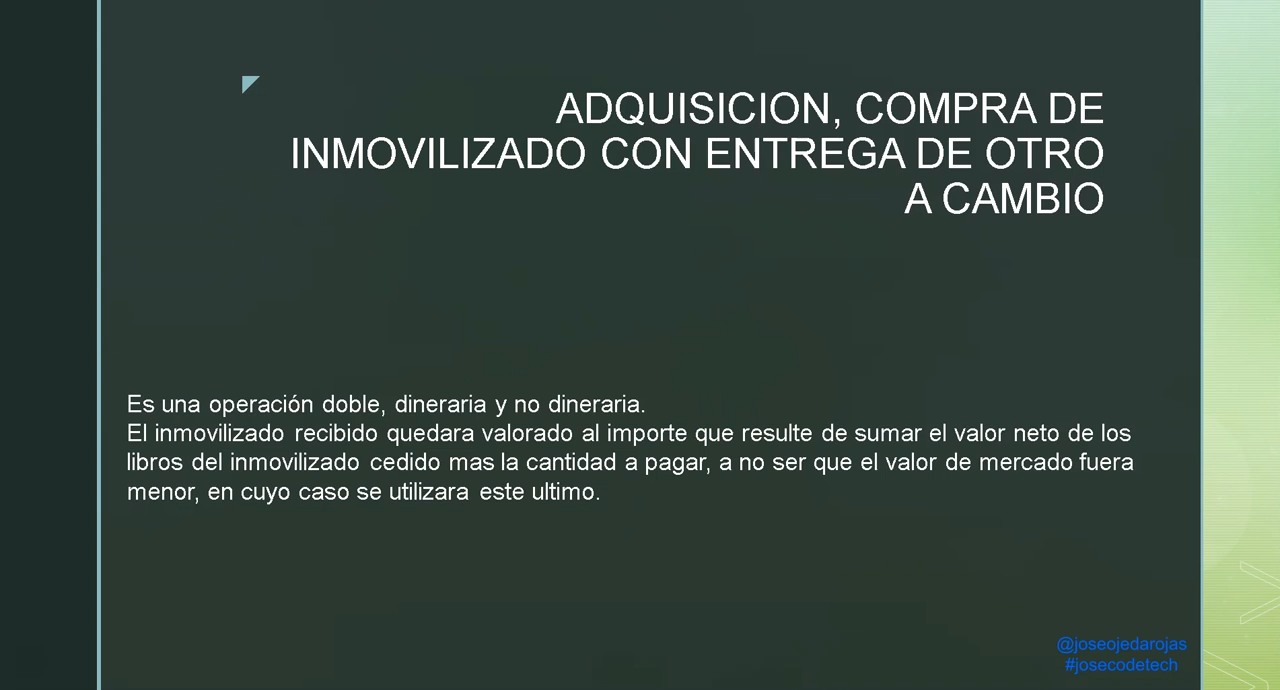 ADQUISICION, COMPRA DE
INMOVILIZADO CON ENTREGA DE OTRO
A CAMBIO
Es una operación doble, dineraria y no dineraria.
El inmovilizado recibido quedara valorado al importe que resulte de sumar el valor neto de los
libros del inmovilizado cedido mas la cantidad a pagar, a no ser que el valor de mercado fuera
menor, en cuyo caso se utilizara este ultimo.
@joseojedarojas
#josecodetech